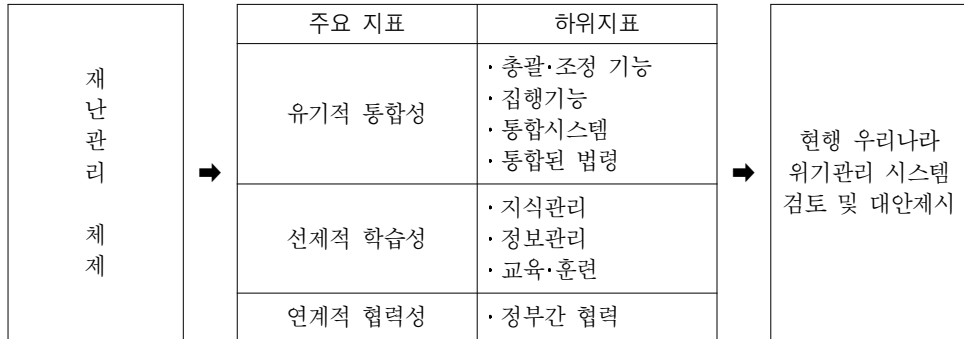 재
난
관
리
체
제
➡
주요 지표 하위지표
유기적 통합성
· 총괄·조정 기능
· 집행기능
· 통합시스템
· 통합된 법령
선제적 학습성
· 지식관리
· 정보관리
· 교육·훈련
연계적 협력성
· 정부간 협력
➡
현행 우리나라
위기관리 시스템
검토 및 대안제시